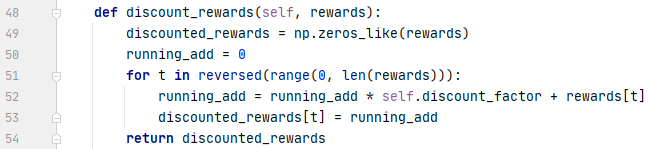 48 def discount_rewards(self, rewards):
49 discounted_rewards = np.zeros_like(rewards)
50 running_add = 0
51 for t in reversed(range(0, len(rewards))):
52 running_add = running_add * self.discount_factor + rewards[t]
53 discounted_rewards[t] = running_add
54 return discounted_rewards